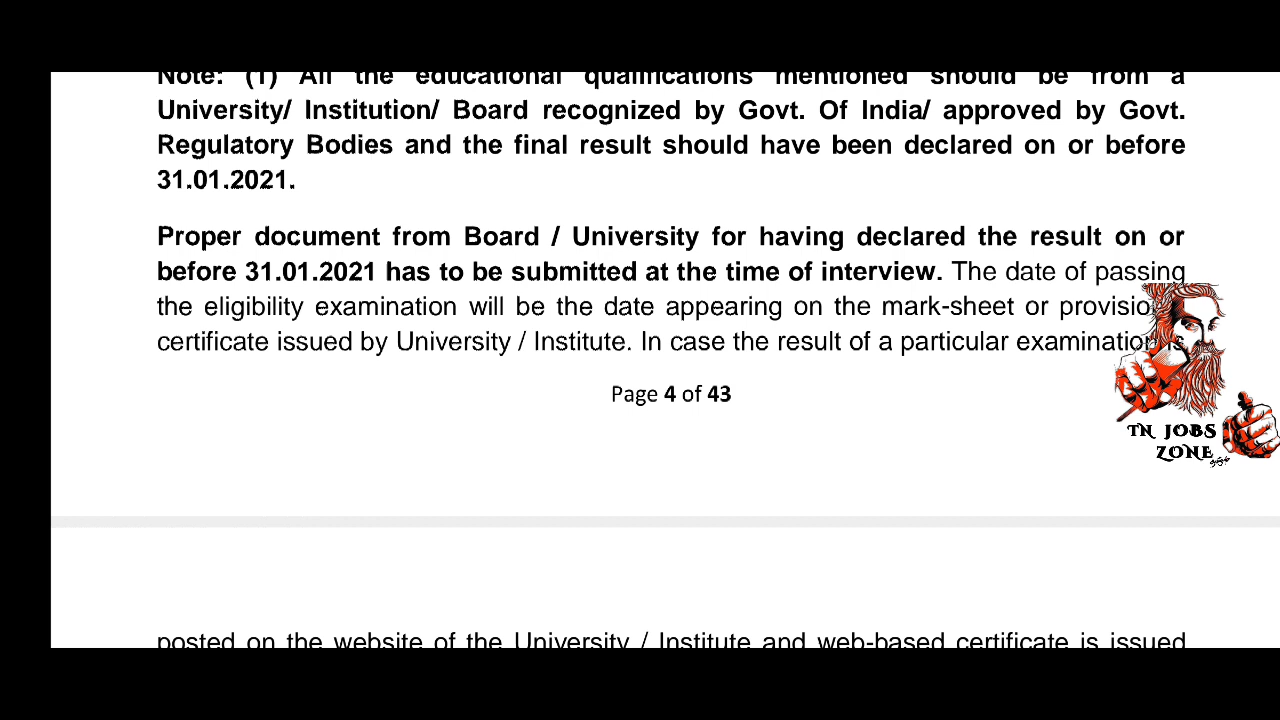 Note: (1) All the educational qualifications mentioned should be from a
University/ Institution/ Board recognized by Govt. Of India/ approved by Govt.
Regulatory Bodies and the final result should have been declared on or before
31.01.2021.
Proper document from Board / University for having declared the result on or
before 31.01.2021 has to be submitted at the time of interview. The date of passing
the eligibility examination will be the date appearing on the mark-sheet or
certificate issued by University / Institute. In case the result of a particular examination is
Page 4 of 43
TN JOBS
ZONE
posted on the website of the University / Institute and web-based certificate is issued